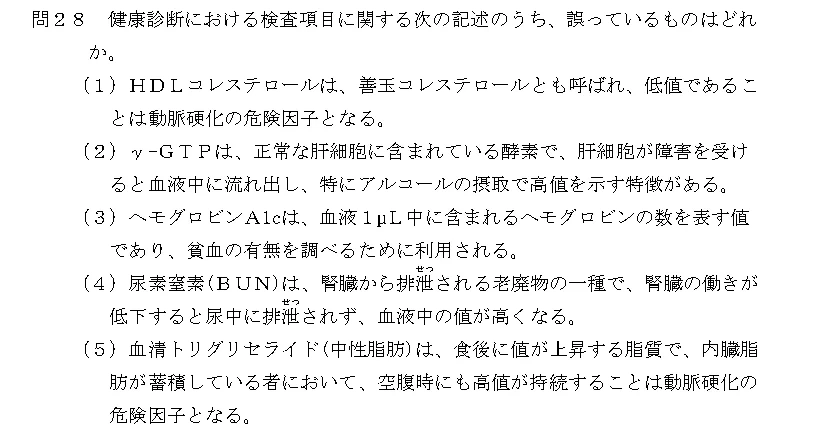 問２８　健康診断における検査項目に関する次の記述のうち、誤っているものはどれ
か。
（１）ＨＤＬコレステロールは、善玉コレステロールとも呼ばれ、低値であるこ
とは動脈硬化の危険因子となる。
（２）γ-ＧＴＰは、正常な肝細胞に含まれている酵素で、肝細胞が障害を受け
ると血液中に流れ出し、特にアルコールの摂取で高値を示す特徴がある。
（３）ヘモグロビンＡ1cは、血液１μＬ中に含まれるヘモグロビンの数を表す値
であり、貧血の有無を調べるために利用される。
（４）尿素窒素(ＢＵＮ)は、腎臓から排泄せつされる老廃物の一種で、腎臓の働きが
低下すると尿中に排泄せつされず、血液中の値が高くなる。
（５）血清トリグリセライド(中性脂肪)は、食後に値が上昇する脂質で、内臓脂
肪が蓄積している者において、空腹時にも高値が持続することは動脈硬化の
危険因子となる。